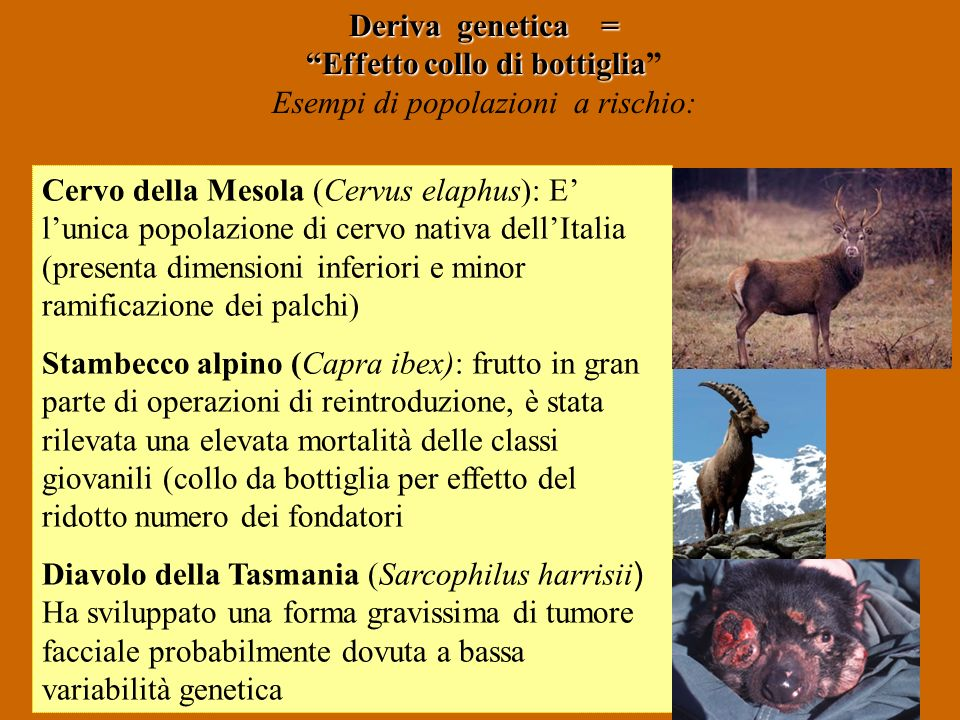 Deriva genetica =
“Effetto collo di bottiglia”
Esempi di popolazioni a rischio:
Cervo della Mesola (Cervus elaphus): E’
l’unica popolazione di cervo nativa dell’Italia
(presenta dimensioni inferiori e minor
ramificazione dei palchi)
Stambecco alpino (Capra ibex): frutto in gran
parte di operazioni di reintroduzione, è stata
rilevata una elevata mortalità delle classi
giovanili (collo da bottiglia per effetto del
ridotto numero dei fondatori
Diavolo della Tasmania (Sarcophilus harrisii)
Ha sviluppato una forma gravissima di tumore
facciale probabilmente dovuta a bassa
variabilità genetica